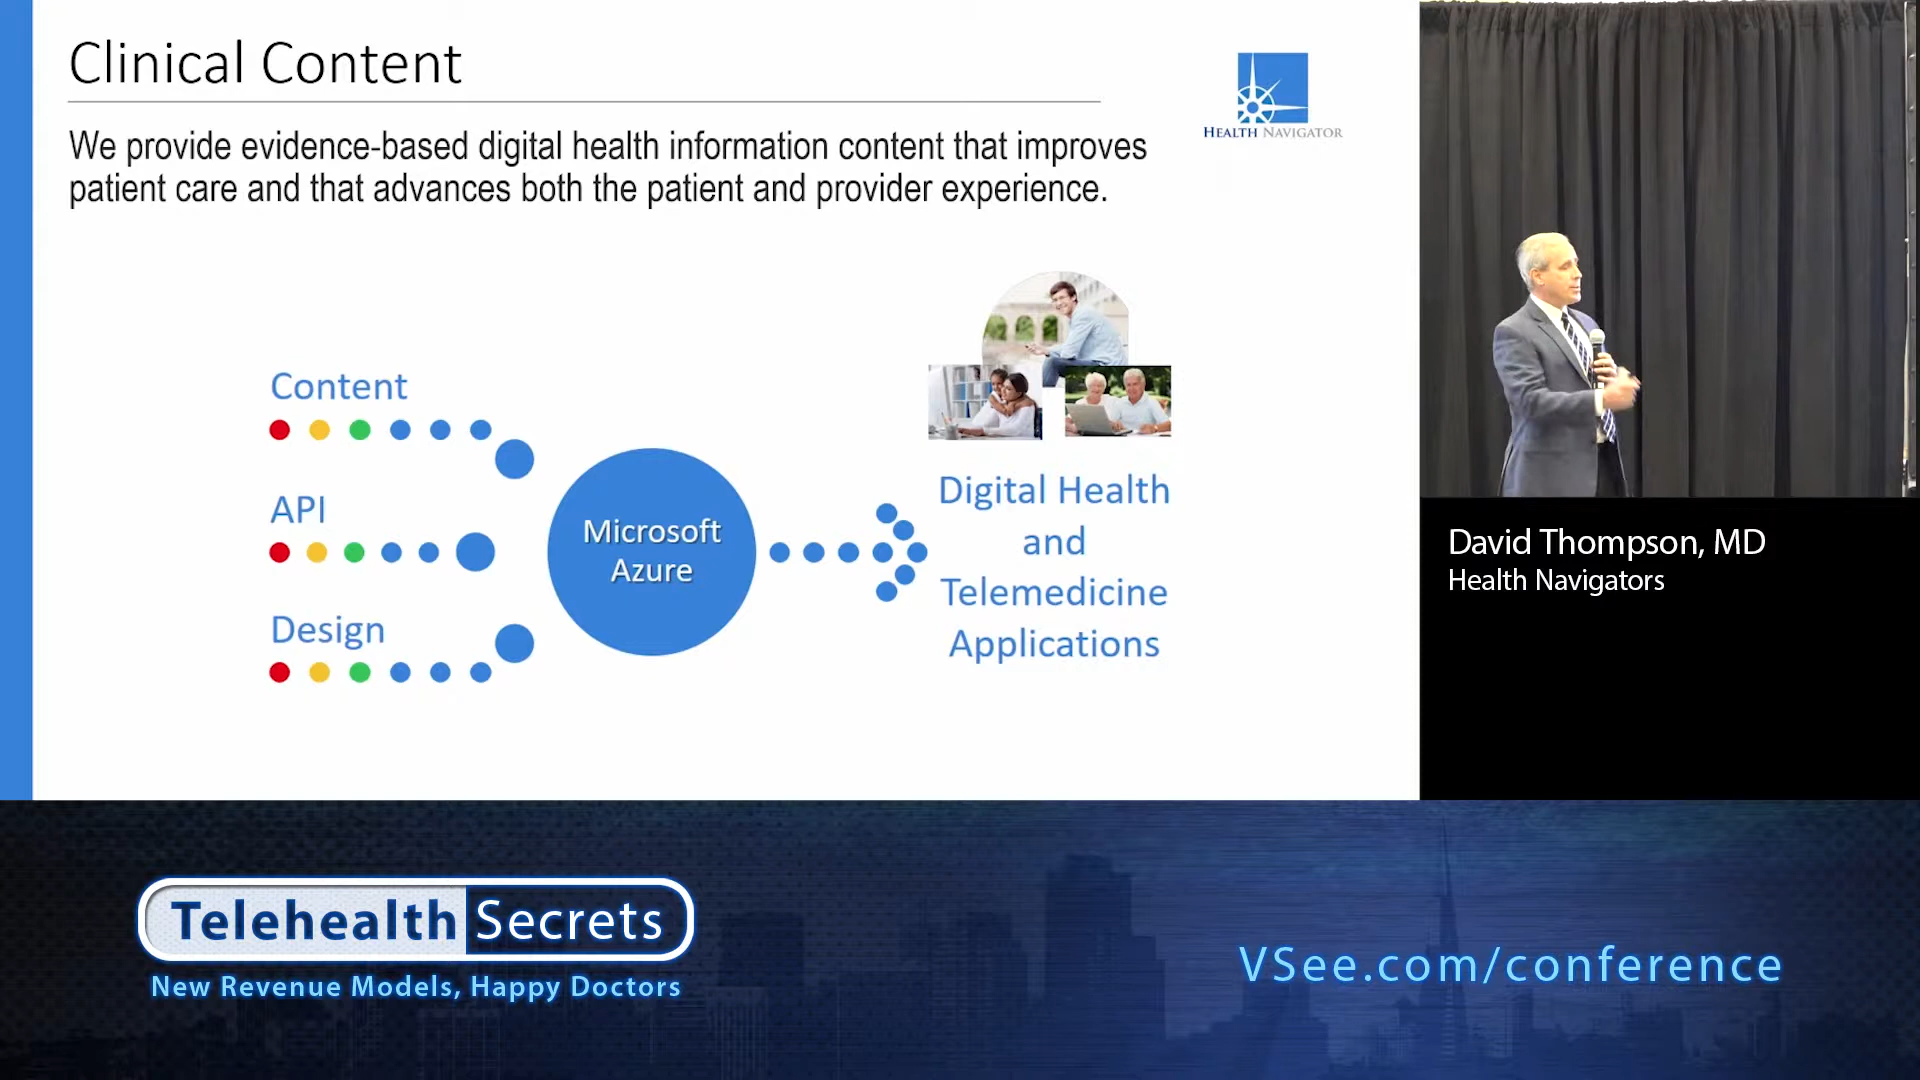 Clinical Content
HEALTH NAVIGATOR
We provide evidence-based digital health information content that improves
patient care and that advances both the patient and provider experience.
Content
API
Design
Microsoft
Azure
Digital Health
and
Telemedicine
Applications
David Thompson, MD
Health Navigators
Telehealth Secrets
New Revenue Models, Happy Doctors
VSee.com/conference